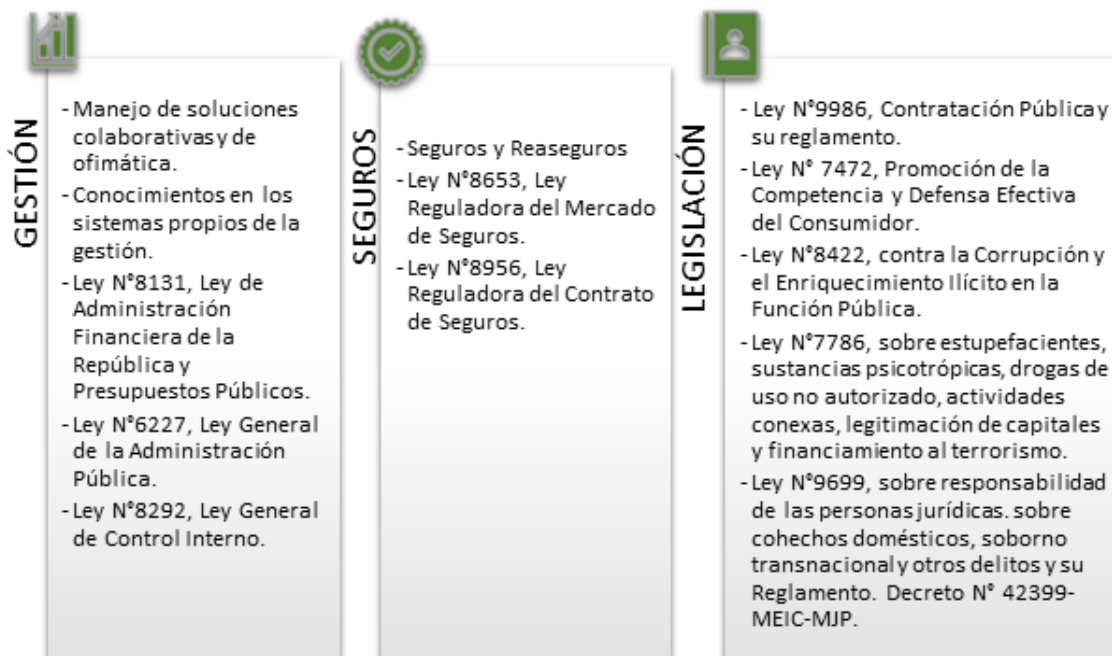 GESTIÓN
- Manejo de soluciones
colaborativas y de
ofimática.
- Conocimientos en los
sistemas propios de la
gestión.
- Ley N°8131, Ley de
Administración
Financiera de la
República y
Presupuestos Públicos.
- Ley N°6227, Ley General
de la Administración
Pública.
- Ley N°8292, Ley General
de Control Interno.
SEGUROS
- Seguros y Reaseguros
- Ley N°8653, Ley
Reguladora del Mercado
de Seguros.
- Ley N°8956, Ley
Reguladora del Contrato
de Seguros.
LEGISLACIÓN
- Ley N°9986, Contratación Pública y
su reglamento.
- Ley N° 7472, Promoción de la
Competencia y Defensa Efectiva
del Consumidor.
- Ley N°8422, contra la Corrupción y
el Enriquecimiento Ilícito en la
Función Pública.
- Ley N°7786, sobre estupefacientes,
sustancias psicotrópicas, drogas de
uso no autorizado, actividades
conexas, legitimación de capitales
y financiamiento al terrorismo.
- Ley N°9699, sobre responsabilidad
de las personas jurídicas. sobre
cohechos domésticos, soborno
transnacional y otros delitos y su
Reglamento. Decreto N° 42399-
MEIC-MJP.